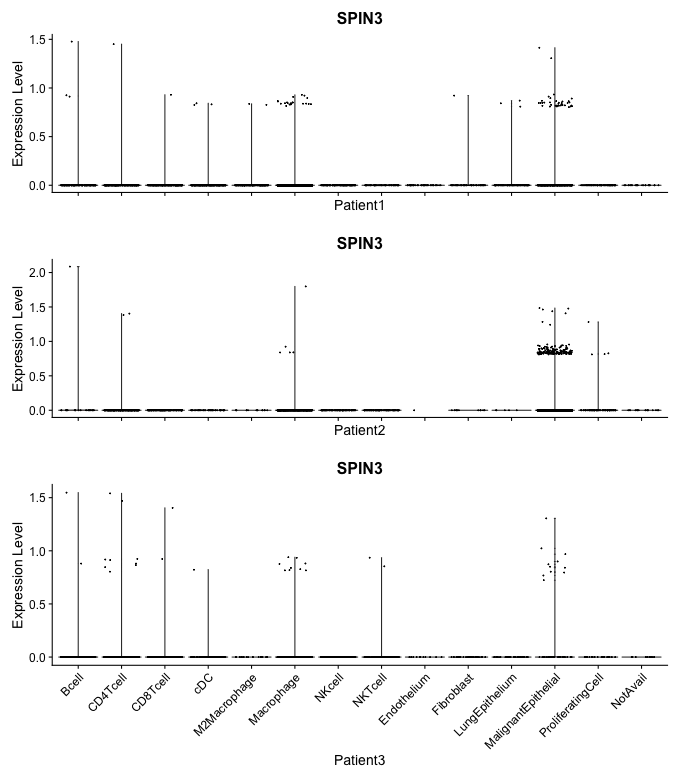 SPIN3
Expression Level
1.5
1.0
0.5
0.0
Patient1
SPIN3
Expression Level
2.0
1.5
1.0
0.5
0.0
Patient2
SPIN3
Expression Level
1.5
1.0
0.5
0.0
Bcell
CD4Tcell
CD8Tcell
cDC
M2Macrophage
Macrophage
NKcell
NKTcell
Endothelium
Fibroblast
LungEpithelium
MalignantEpithelial
ProliferatingCell
NotAvail
Patient3